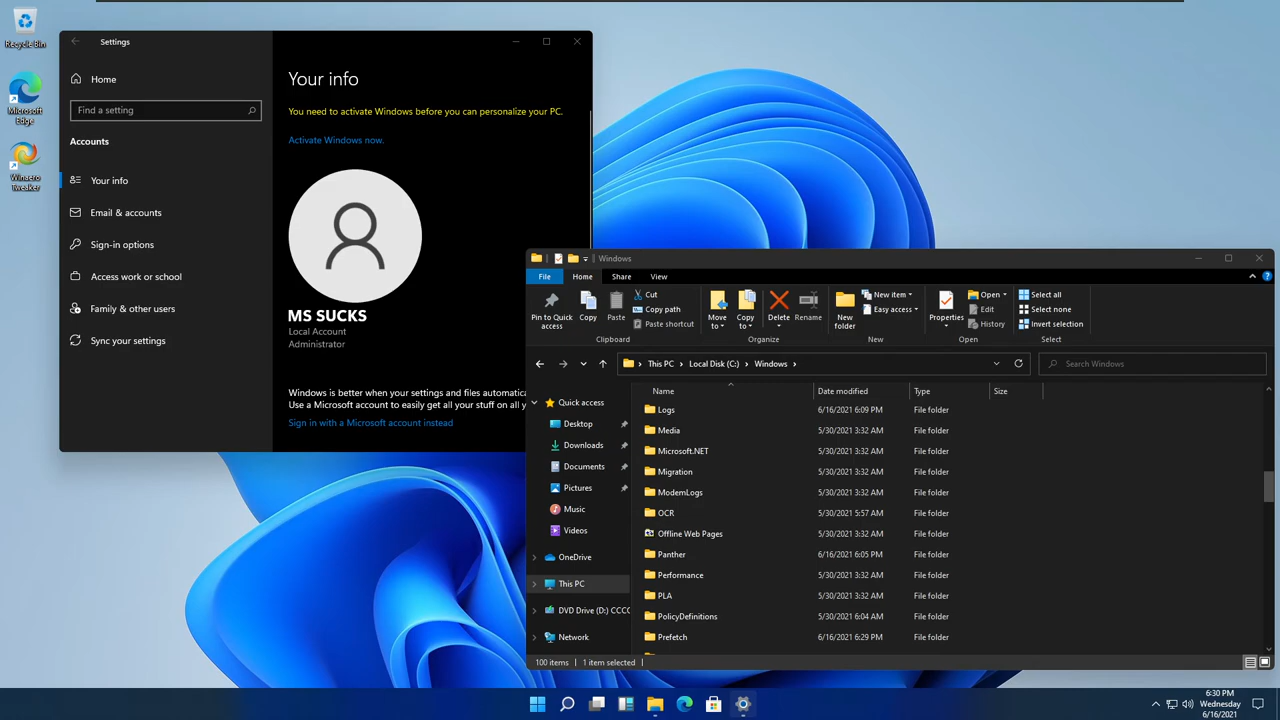 Recycle Bin
Microsoft
Edge
Winaero
Tweaker
Settings
Home
Find a setting
Accounts
Your info
Email & accounts
Sign-in options
Access work or school
Family & other users
Sync your settings
Your info
You need to activate Windows before you can personalize your PC.
Activate Windows now.
MS SUCKS
Local Account
Administrator
Windows is better when your settings and files automatica
Use a Microsoft account to easily get all your stuff on all y
Sign in with a Microsoft account instead
Windows
File Home Share View
Pin to Quick
access
Copy
Paste
Cut
Copy path
Paste shortcut
Clipboard
Move
to
Copy
to
Delete
Rename
Organize
New
folder
New item
Easy access
New
Properties
Open
Edit
History
Open
Select all
Select none
Invert selection
Select
This PC Local Disk (C:) Windows
Search Windows
Quick access
Desktop
Downloads
Documents
Pictures
Music
Videos
OneDrive
This PC
DVD Drive (D:) CCCO
Network
Name Date modified Type Size
Logs 6/16/2021 6:09 PM File folder
Media 5/30/2021 3:32 AM File folder
Microsoft.NET 5/30/2021 3:32 AM File folder
Migration 5/30/2021 3:32 AM File folder
ModemLogs 5/30/2021 3:32 AM File folder
OCR 5/30/2021 5:57 AM File folder
Offline Web Pages 5/30/2021 3:32 AM File folder
Panther 6/16/2021 6:05 PM File folder
Performance 5/30/2021 3:32 AM File folder
PLA 5/30/2021 3:32 AM File folder
PolicyDefinitions 5/30/2021 6:04 AM File folder
Prefetch 6/16/2021 6:29 PM File folder
100 items 1 item selected
6:30 PM
Wednesday
6/16/2021